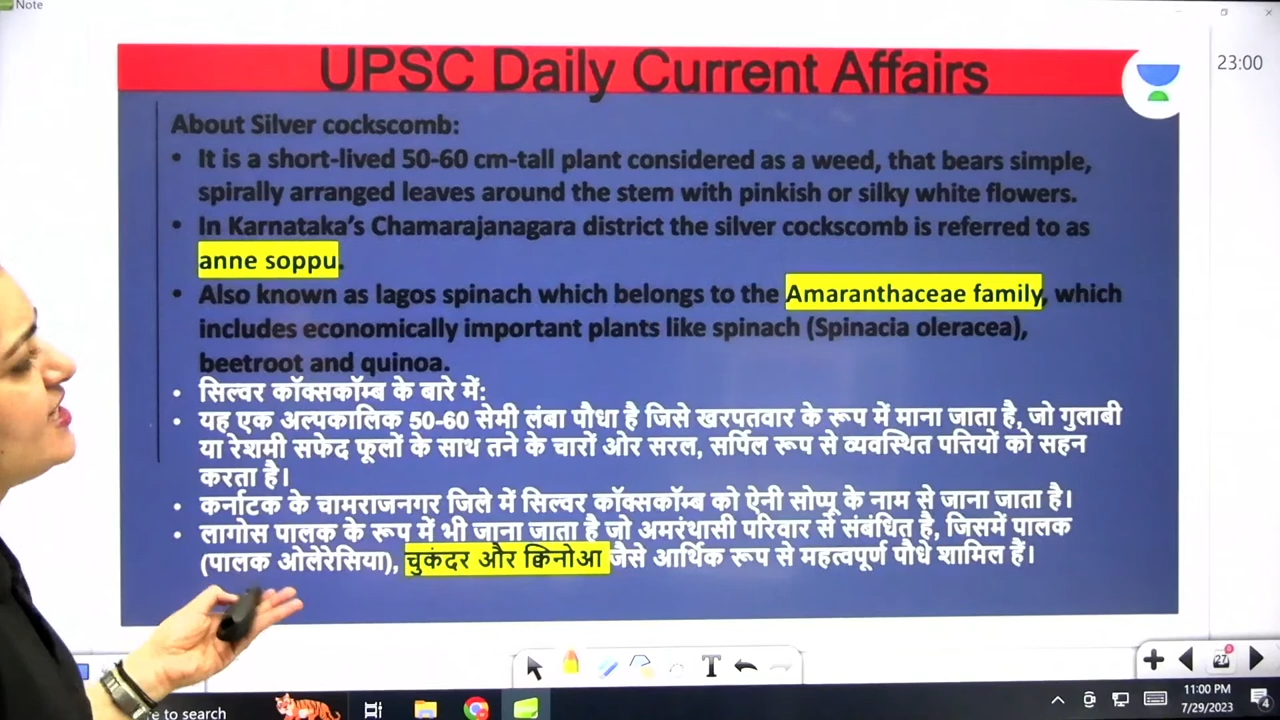 Note
UPSC Daily Current Affairs
23:00
About Silver cockscomb:
• It is a short-lived 50-60 cm-tall plant considered as a weed, that bears simple,
spirally arranged leaves around the stem with pinkish or silky white flowers.
• In Karnataka’s Chamarajanagara district the silver cockscomb is referred to as
anne soppu.
• Also known as lagos spinach which belongs to the Amaranthaceae family, which
includes economically important plants like spinach (Spinacia oleracea),
beetroot and quinoa.
• सिल्वर कॉक्सकॉम्ब के बारे में:
• यह एक अल्पकालिक 50-60 सेमी लंबा पौधा है जिसे खरपतवार के रूप में माना जाता है, जो गुलाबी
या रेशमी सफेद फूलों के साथ तने के चारों ओर सरल, सर्पिल रूप से व्यवस्थित पत्तियों को सहन
करता है।
• कर्नाटक के चामराजनगर जिले में सिल्वर कॉक्सकॉम्ब को ऐनी सोप्पू के नाम से जाना जाता है।
• लागोस पालक के रूप में भी जाना जाता है जो अमरंथासी परिवार से संबंधित है, जिसमें पालक
(पालक ओलेरेसिया), चुकंदर और क्विनोआ जैसे आर्थिक रूप से महत्वपूर्ण पौधे शामिल हैं।
T
27
8
e to search
11:00 PM
7/29/2023
4